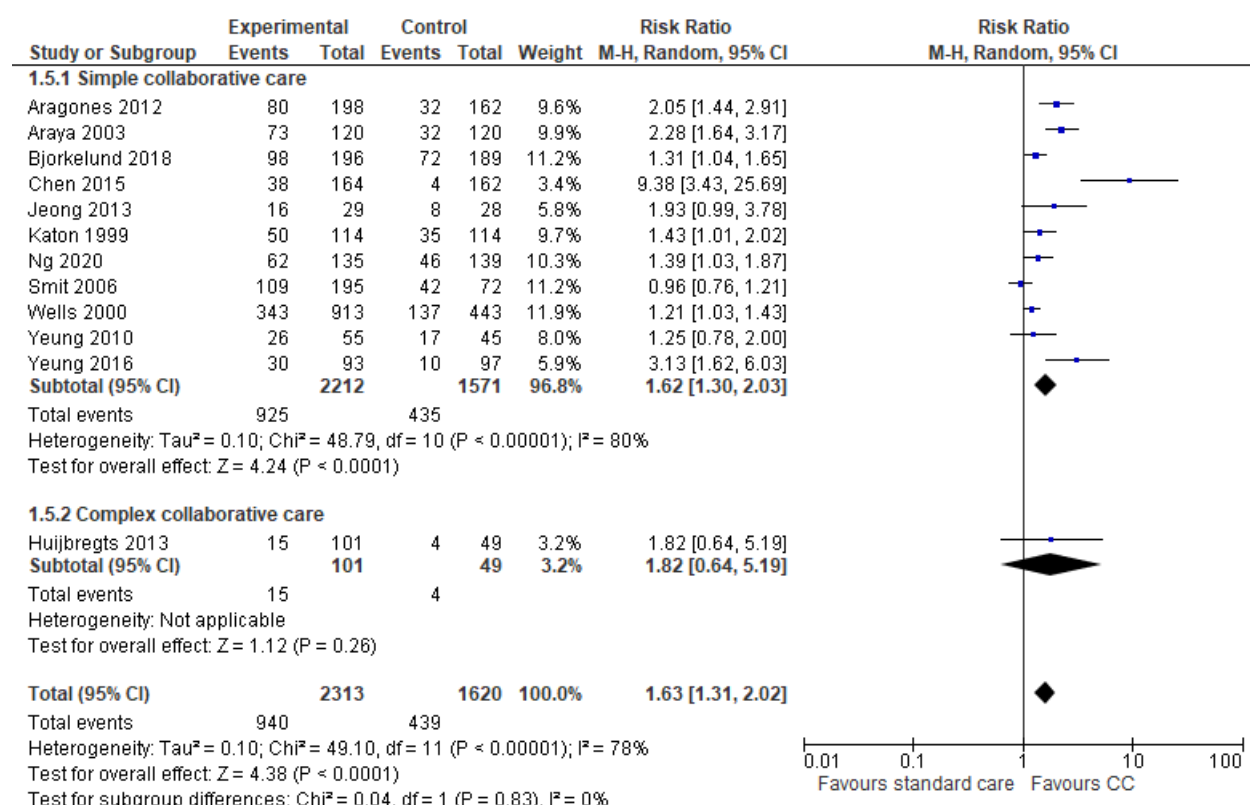 Experimental Control Risk Ratio Risk Ratio
Study or Subgroup Events Total Events Total Weight M-H, Random, 95% CI M-H, Random, 95% CI
1.5.1 Simple collaborative care
Aragones 2012 80 198 32 162 9.6% 2.05 [1.44, 2.91]
Araya 2003 73 120 32 120 9.9% 2.28 [1.64, 3.17]
Bjorkelund 2018 98 196 72 189 11.2% 1.31 [1.04, 1.65]
Chen 2015 38 164 4 162 3.4% 9.38 [3.43, 25.69]
Jeong 2013 16 29 8 28 5.8% 1.93 [0.99, 3.78]
Katon 1999 50 114 35 114 9.7% 1.43 [1.01, 2.02]
Ng 2020 62 135 46 139 10.3% 1.39 [1.03, 1.87]
Smit 2006 109 195 42 72 11.2% 0.96 [0.76, 1.21]
Wells 2000 343 913 137 443 11.9% 1.21 [1.03, 1.43]
Yeung 2010 26 55 17 45 8.0% 1.25 [0.78, 2.00]
Yeung 2016 30 93 10 97 5.9% 3.13 [1.62, 6.03]
Subtotal (95% CI) 2212 1571 96.8% 1.62 [1.30, 2.03]
Total events 925 435
Heterogeneity: Tau² = 0.10; Chi² = 48.79, df = 10 (P < 0.00001); I² = 80%
Test for overall effect: Z = 4.24 (P < 0.0001)
1.5.2 Complex collaborative care
Huijbregts 2013 15 101 4 49 3.2% 1.82 [0.64, 5.19]
Subtotal (95% CI) 101 49 3.2% 1.82 [0.64, 5.19]
Total events 15 4
Heterogeneity: Not applicable
Test for overall effect: Z = 1.12 (P = 0.26)
Total (95% CI) 2313 1620 100.0% 1.63 [1.31, 2.02]
Total events 940 439
Heterogeneity: Tau² = 0.10; Chi² = 49.10, df = 11 (P < 0.00001); I² = 78%
Test for overall effect: Z = 4.38 (P < 0.0001)
Test for subgroup differences: Chi² = 0.04, df = 1 (P = 0.83), I² = 0%
0.01 0.1 1 10 100
Favours standard care Favours CC